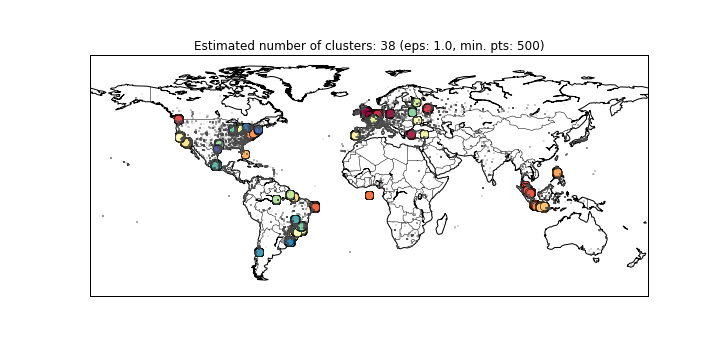 Estimated number of clusters: 38 (eps: 1.0, min. pts: 500)